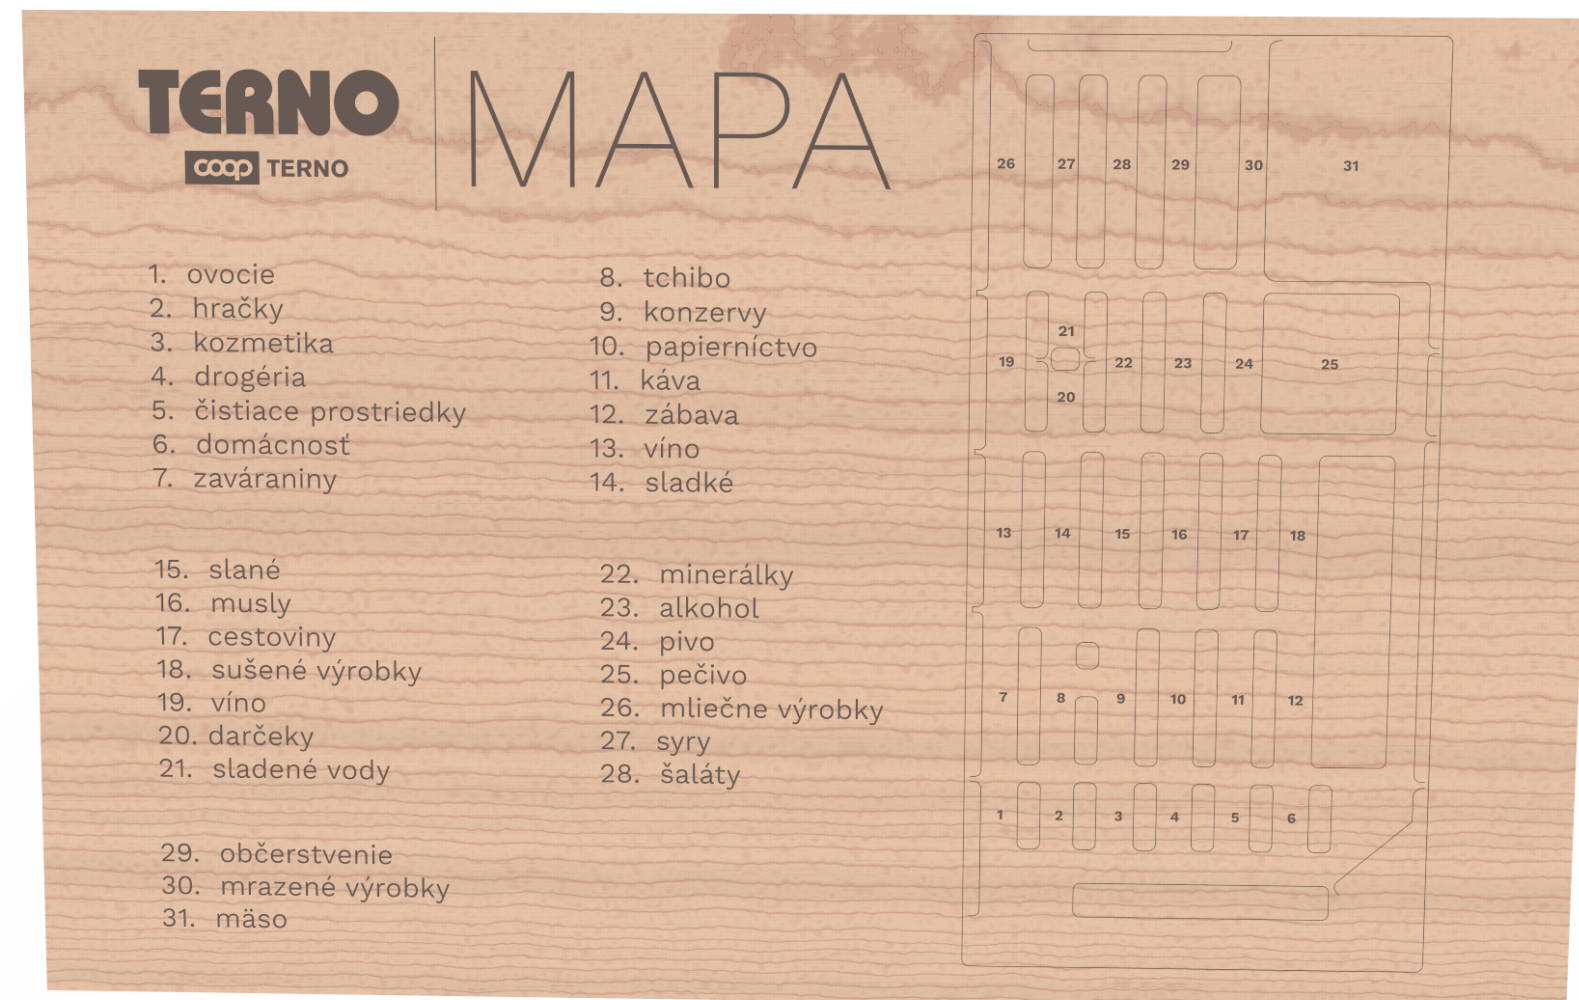 TERNO
coop TERNO
MAPA
1. ovocie
2. hračky
3. kozmetika
4. drogéria
5. čistiace prostriedky
6. domácnosť
7. zaváraniny
8. tchibo
9. konzervy
10. papierníctvo
11. káva
12. zábava
13. víno
14. sladké
15. slané
16. musly
17. cestoviny
18. sušené výrobky
19. víno
20. darčeky
21. sladené vody
22. minerálky
23. alkohol
24. pivo
25. pečivo
26. mliečne výrobky
27. syry
28. šaláty
29. občerstvenie
30. mrazené výrobky
31. mäso
26 27 28 29 30 31
21
19 22 23 24 25
20
13 14 15 16 17 18
7 8 9 10 11 12
1 2 3 4 5 6